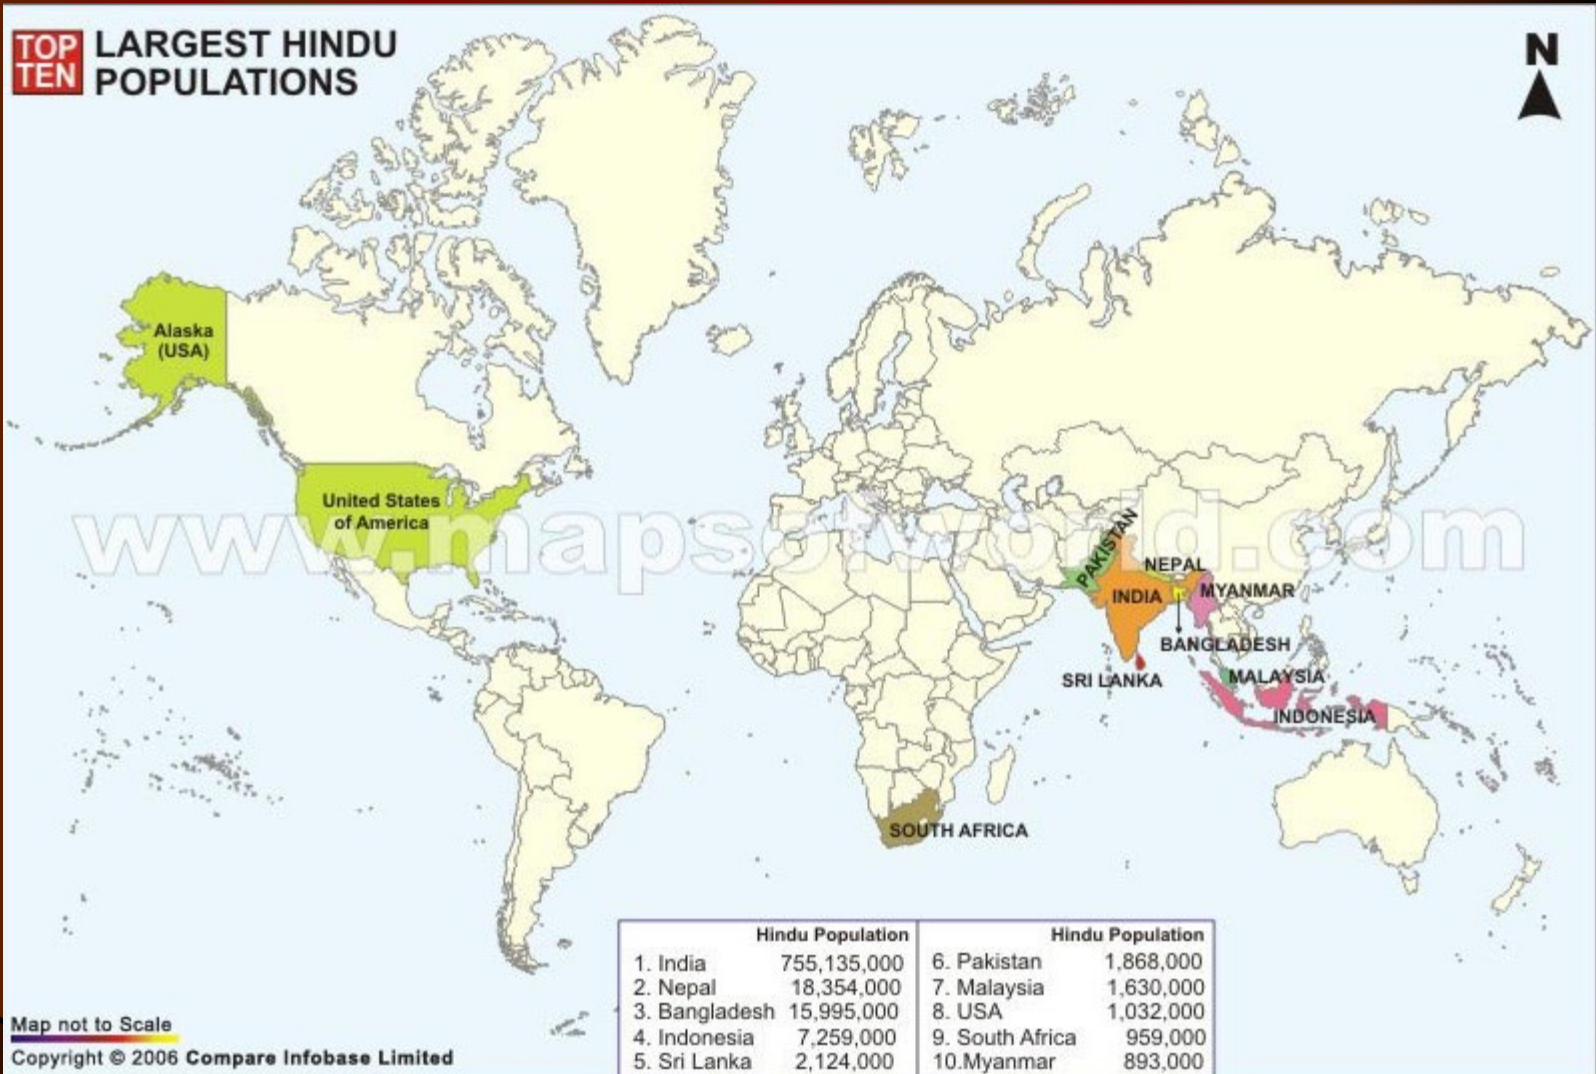 TOP
TEN
LARGEST HINDU
POPULATIONS
N
Alaska
(USA)
United States
of America
www.mapsofworld.com
PAKISTAN
NEPAL
INDIA
MYANMAR
BANGLADESH
SRI LANKA
MALAYSIA
INDONESIA
SOUTH AFRICA
Hindu Population
1. India 755,135,000
2. Nepal 18,354,000
3. Bangladesh 15,995,000
4. Indonesia 7,259,000
5. Sri Lanka 2,124,000
Hindu Population
6. Pakistan 1,868,000
7. Malaysia 1,630,000
8. USA 1,032,000
9. South Africa 959,000
10.Myanmar 893,000
Map not to Scale
Copyright © 2006 Compare Infobase Limited